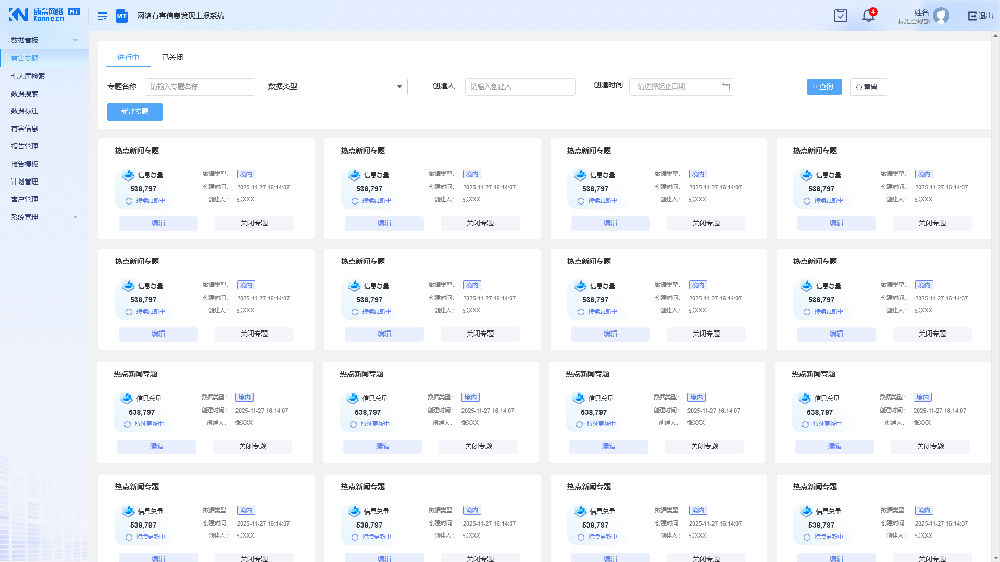 康奈网络 MT
Konne.cn
MT 网络有害信息发现上报系统
4
姓名
标准合规部
退出
数据看板
有害专题
七天库检索
数据搜索
数据标注
有害信息
报告管理
报告模板
计划管理
客户管理
系统管理
进行中 已关闭
专题名称 请输入专题名称 数据类型 创建人 请输入创建人 创建时间 请选择起止日期 查询 重置
新建专题
热点新闻专题 热点新闻专题 热点新闻专题 热点新闻专题
信息总量 数据类型: 境内 信息总量 数据类型: 境内 信息总量 数据类型: 境内 信息总量 数据类型: 境内
538,797 创建时间: 2025-11-27 16:14:07 538,797 创建时间: 2025-11-27 16:14:07 538,797 创建时间: 2025-11-27 16:14:07 538,797 创建时间: 2025-11-27 16:14:07
持续更新中 创建人: 张XXX 持续更新中 创建人: 张XXX 持续更新中 创建人: 张XXX 持续更新中 创建人: 张XXX
编辑 关闭专题 编辑 关闭专题 编辑 关闭专题 编辑 关闭专题
热点新闻专题 热点新闻专题 热点新闻专题 热点新闻专题
信息总量 数据类型: 境内 信息总量 数据类型: 境内 信息总量 数据类型: 境内 信息总量 数据类型: 境内
538,797 创建时间: 2025-11-27 16:14:07 538,797 创建时间: 2025-11-27 16:14:07 538,797 创建时间: 2025-11-27 16:14:07 538,797 创建时间: 2025-11-27 16:14:07
持续更新中 创建人: 张XXX 持续更新中 创建人: 张XXX 持续更新中 创建人: 张XXX 持续更新中 创建人: 张XXX
编辑 关闭专题 编辑 关闭专题 编辑 关闭专题 编辑 关闭专题
热点新闻专题 热点新闻专题 热点新闻专题 热点新闻专题
信息总量 数据类型: 境内 信息总量 数据类型: 境内 信息总量 数据类型: 境内 信息总量 数据类型: 境内
538,797 创建时间: 2025-11-27 16:14:07 538,797 创建时间: 2025-11-27 16:14:07 538,797 创建时间: 2025-11-27 16:14:07 538,797 创建时间: 2025-11-27 16:14:07
持续更新中 创建人: 张XXX 持续更新中 创建人: 张XXX 持续更新中 创建人: 张XXX 持续更新中 创建人: 张XXX
编辑 关闭专题 编辑 关闭专题 编辑 关闭专题 编辑 关闭专题
热点新闻专题 热点新闻专题 热点新闻专题 热点新闻专题
信息总量 数据类型: 境内 信息总量 数据类型: 境内 信息总量 数据类型: 境内 信息总量 数据类型: 境内
538,797 创建时间: 2025-11-27 16:14:07 538,797 创建时间: 2025-11-27 16:14:07 538,797 创建时间: 2025-11-27 16:14:07 538,797 创建时间: 2025-11-27 16:14:07
持续更新中 创建人: 张XXX 持续更新中 创建人: 张XXX 持续更新中 创建人: 张XXX 持续更新中 创建人: 张XXX
编辑 关闭专题 编辑 关闭专题 编辑 关闭专题 编辑 关闭专题